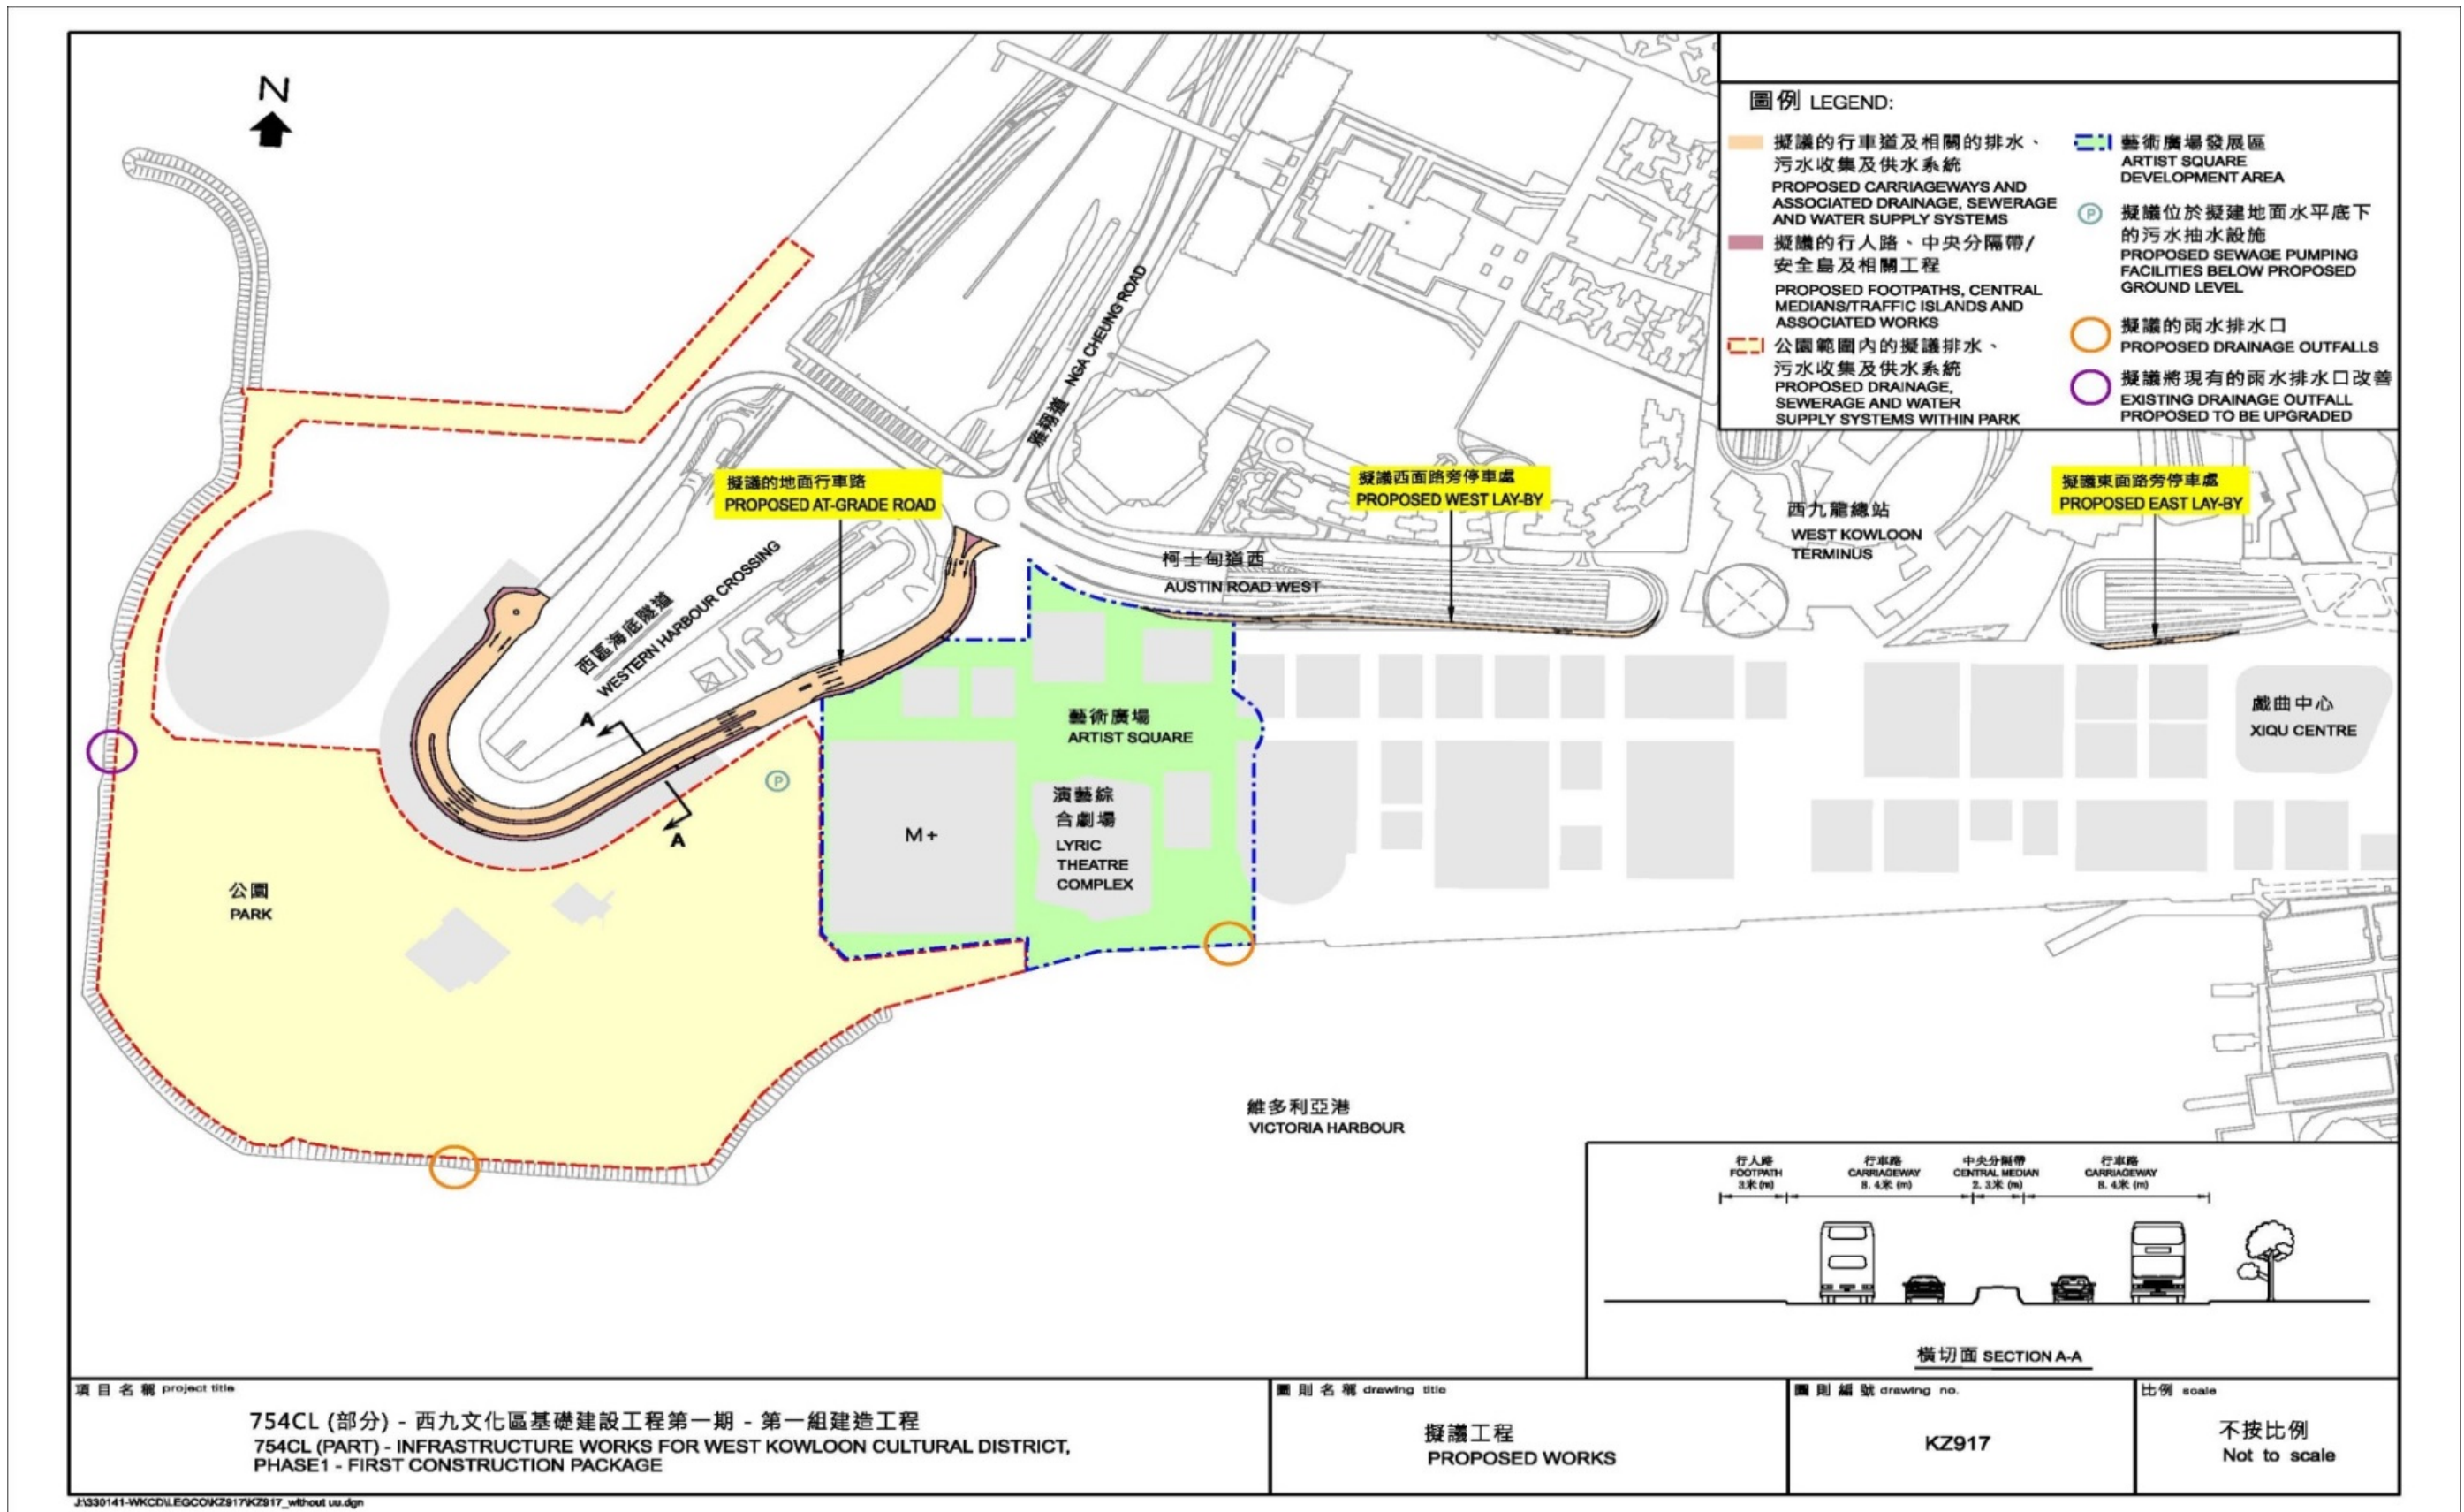 N
圖例 LEGEND:
擬議的行車道及相關的排水、
污水收集及供水系統
PROPOSED CARRIAGEWAYS AND
ASSOCIATED DRAINAGE, SEWERAGE
AND WATER SUPPLY SYSTEMS
擬議的行人路、中央分隔帶/
安全島及相關工程
PROPOSED FOOTPATHS, CENTRAL
MEDIANS/TRAFFIC ISLANDS AND
ASSOCIATED WORKS
公園範圍內的擬議排水、
污水收集及供水系統
PROPOSED DRAINAGE,
SEWERAGE AND WATER
SUPPLY SYSTEMS WITHIN PARK
藝術廣場發展區
ARTIST SQUARE
DEVELOPMENT AREA
P
擬議位於擬建地面水平底下
的污水抽水設施
PROPOSED SEWAGE PUMPING
FACILITIES BELOW PROPOSED
GROUND LEVEL
擬議的雨水排水口
PROPOSED DRAINAGE OUTFALLS
擬議將現有的雨水排水口改善
EXISTING DRAINAGE OUTFALL
PROPOSED TO BE UPGRADED
雅翔道 NGA CHEUNG ROAD
擬議的地面行車路
PROPOSED AT-GRADE ROAD
擬議西面路旁停車處
PROPOSED WEST LAY-BY
擬議東面路旁停車處
PROPOSED EAST LAY-BY
西九龍總站
WEST KOWLOON
TERMINUS
柯士甸道西
AUSTIN ROAD WEST
西區海底隧道
WESTERN HARBOUR CROSSING
A
A
P
藝術廣場
ARTIST SQUARE
戲曲中心
XIQU CENTRE
M+
演藝綜
合劇場
LYRIC
THEATRE
COMPLEX
公園
PARK
維多利亞港
VICTORIA HARBOUR
行人路
FOOTPATH
3米(m)
行車路
CARRIAGEWAY
8.4米 (m)
中央分隔帶
CENTRAL MEDIAN
2.3米 (m)
行車路
CARRIAGEWAY
8.4米 (m)
橫切面 SECTION A-A
項目名稱 project title
754CL (部分) - 西九文化區基礎建設工程第一期 - 第一組建造工程
754CL (PART) - INFRASTRUCTURE WORKS FOR WEST KOWLOON CULTURAL DISTRICT,
PHASE1 - FIRST CONSTRUCTION PACKAGE
圖則名稱 drawing title
擬議工程
PROPOSED WORKS
圖則編號 drawing no.
KZ917
比例 scale
不按比例
Not to scale
J:\330141-WKCD\LEGCO\KZ917\KZ917_without uu.dgn